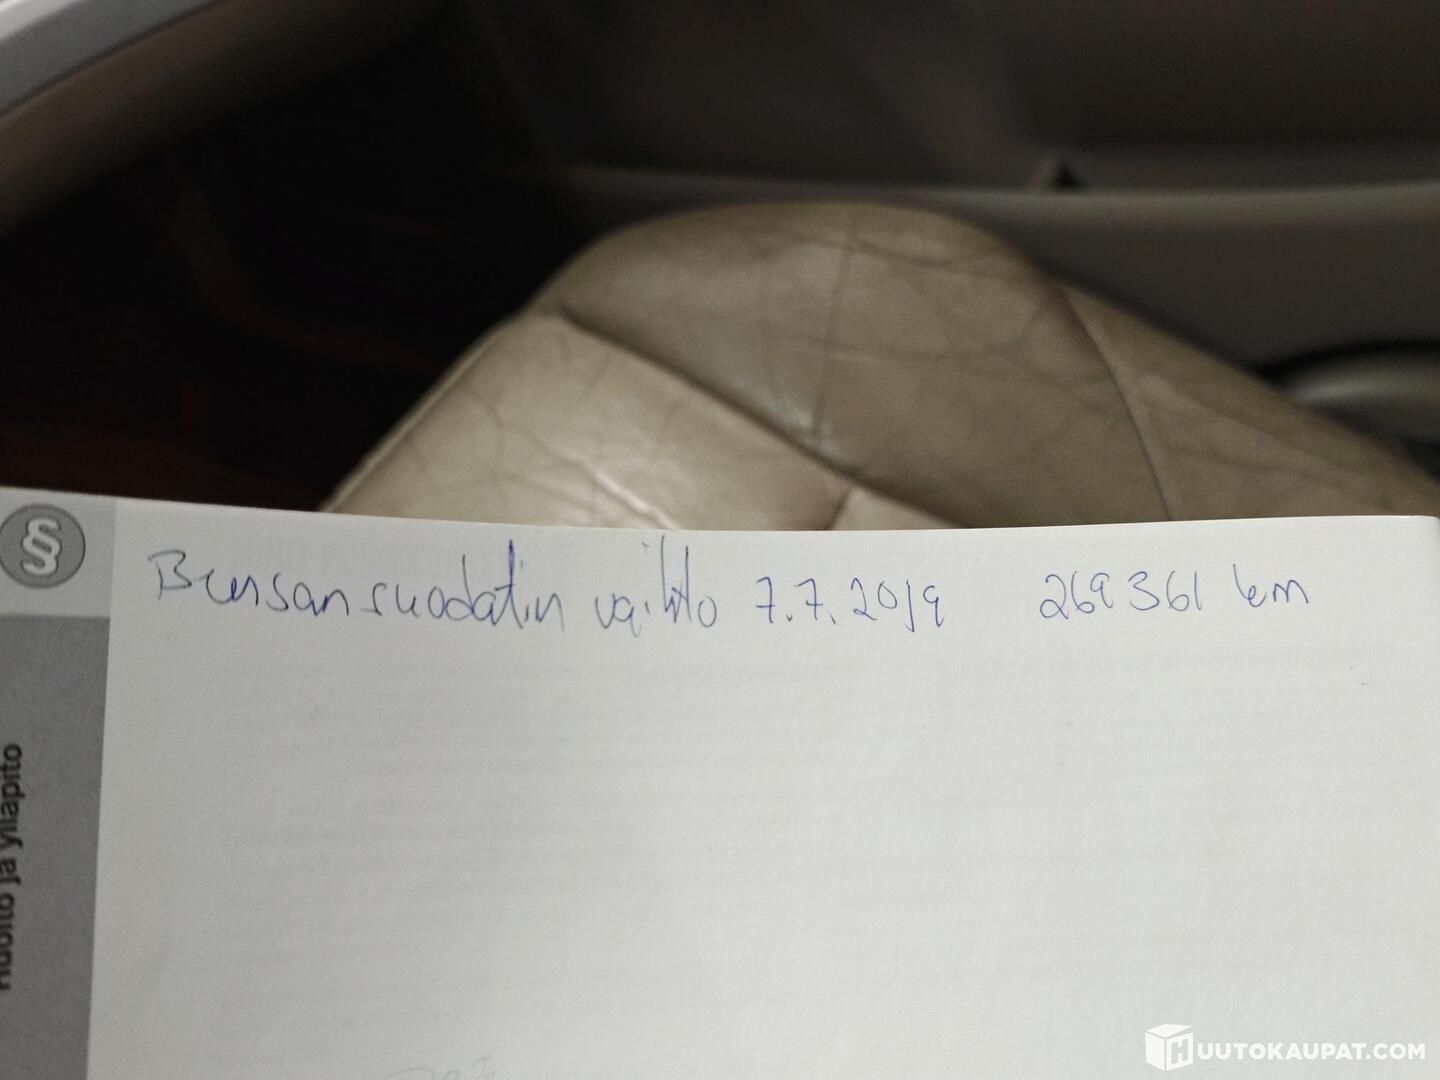 §
Bensansuodatin vaihto 7.7.2019 269361 km
Huolto ja ylläpito
HUUTOKAUPAT.COM